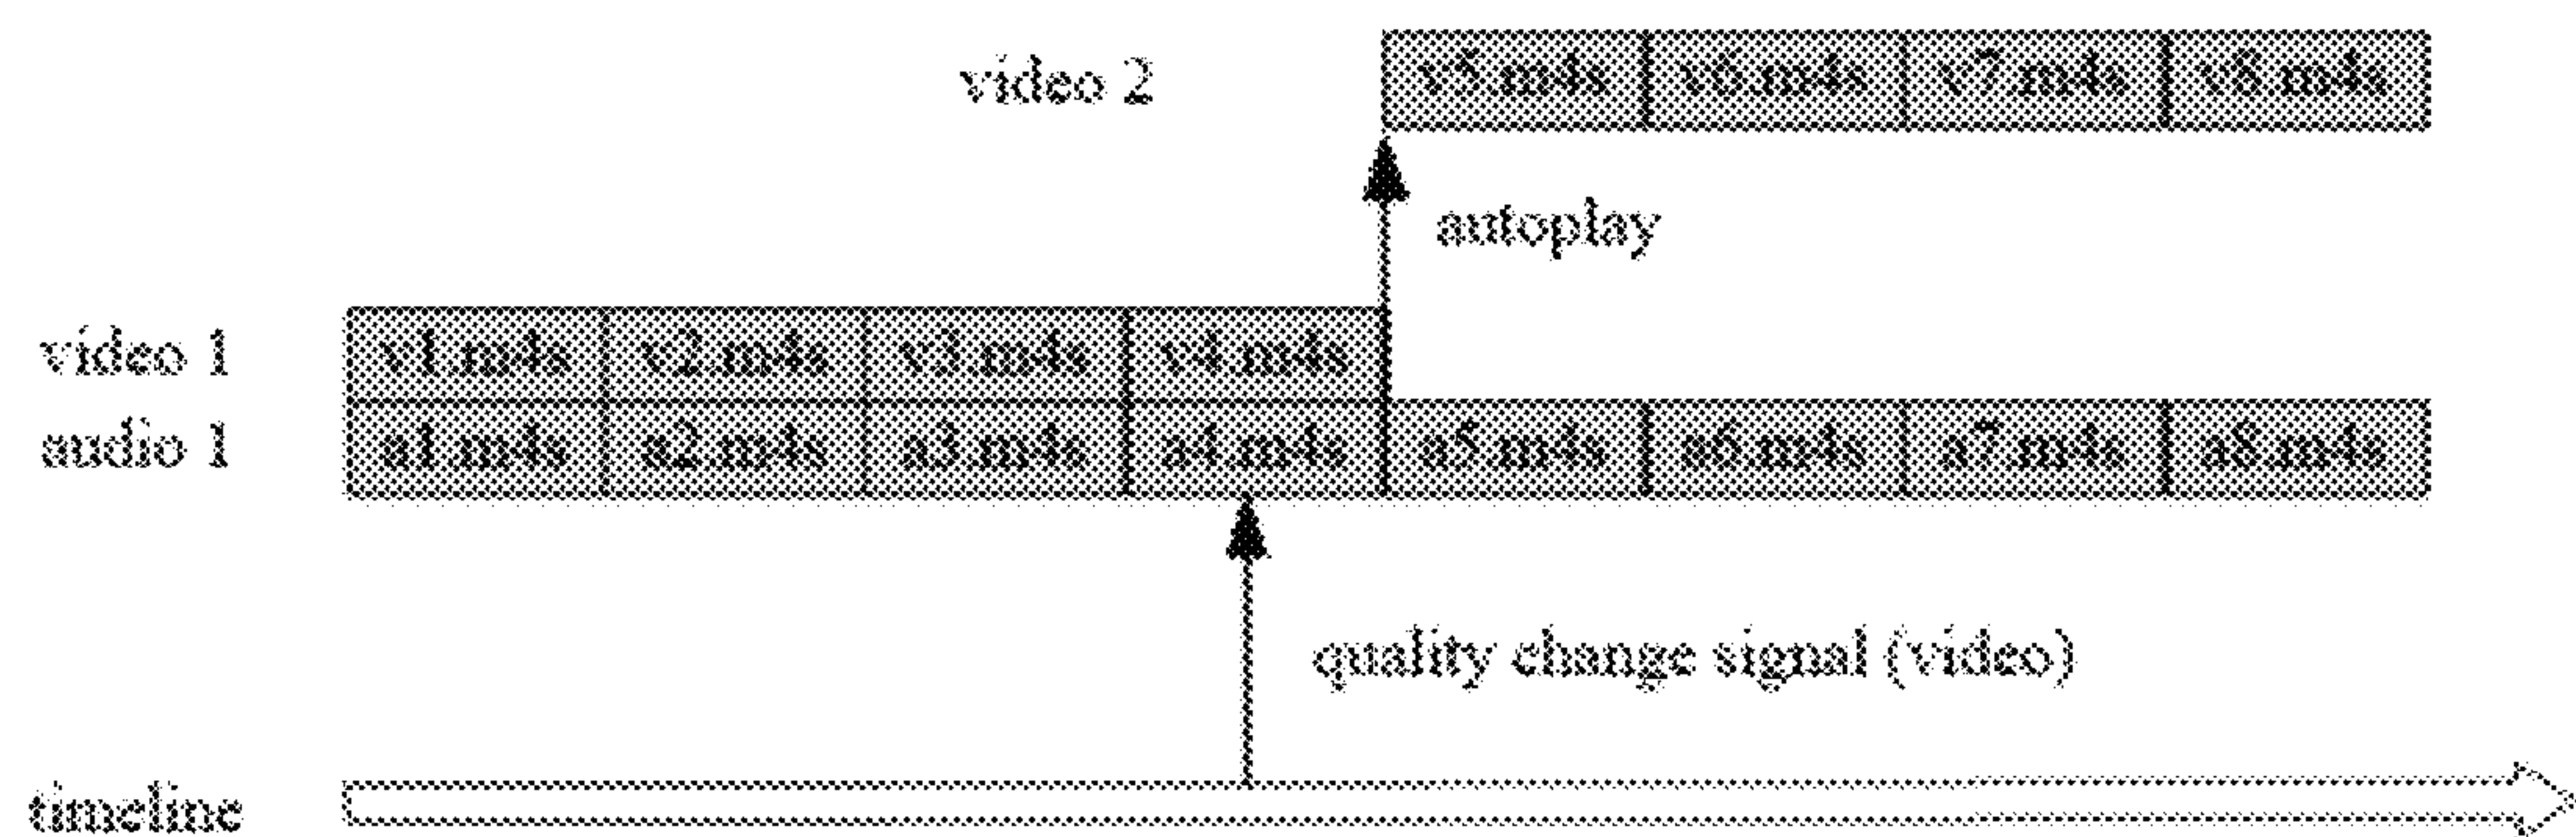 video 2 v5.m4s v6.m4s v7.m4s v8.m4s
autoplay
video 1 v1.m4s v2.m4s v3.m4s v4.m4s
audio 1 a1.m4s a2.m4s a3.m4s a4.m4s a5.m4s a6.m4s a7.m4s a8.m4s
quality change signal (video)
timeline